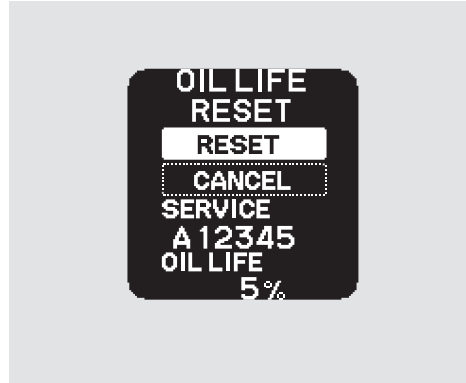 OIL LIFE
RESET
RESET
CANCEL
SERVICE
A 12345
OIL LIFE
5%